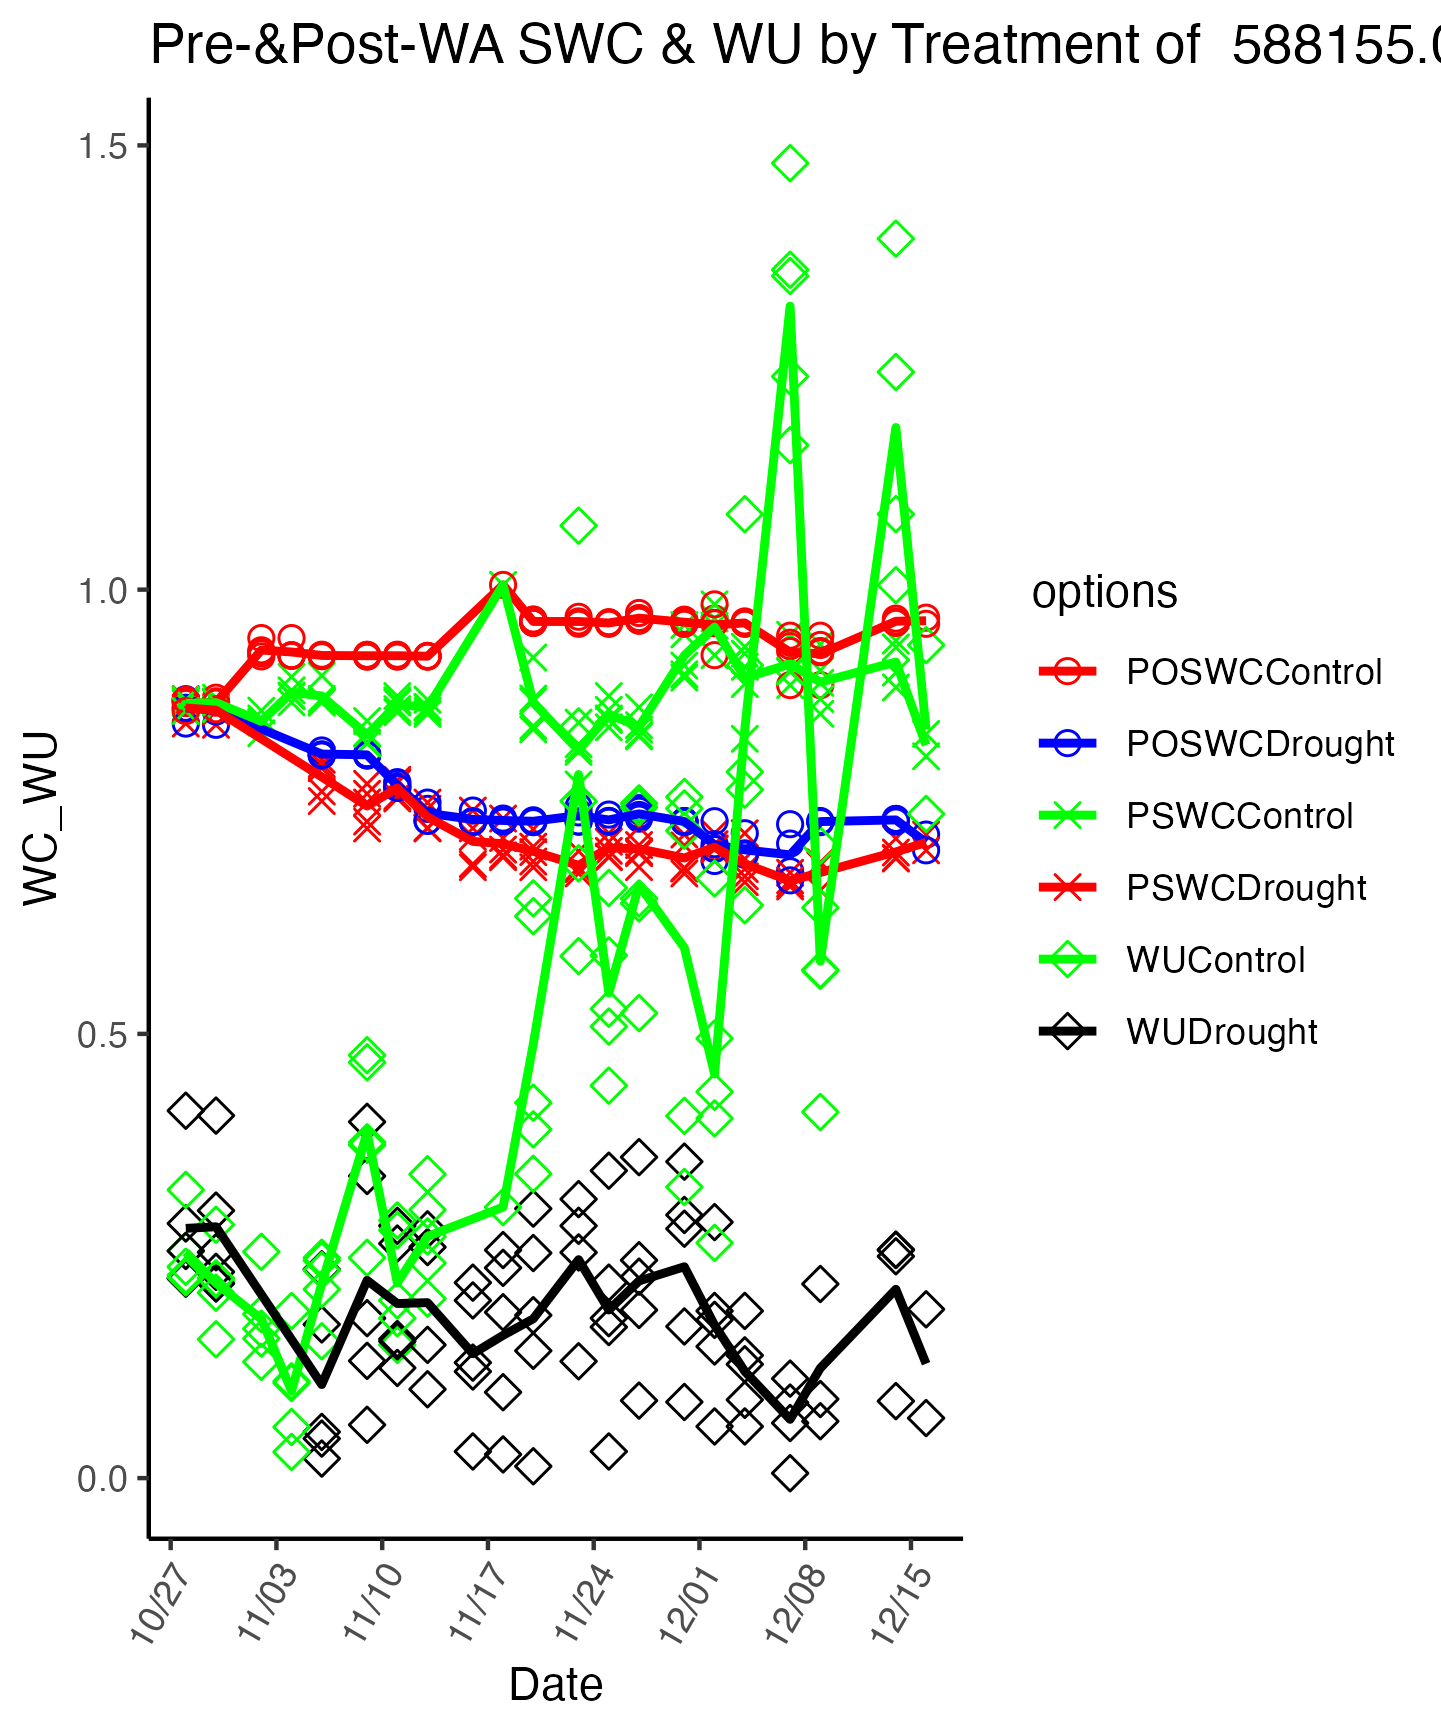 Pre-&Post-WA SWC & WU by Treatment of 588155.0
1.5
1.0
0.5
0.0
WC_WU
10/27
11/03
11/10
11/17
11/24
12/01
12/08
12/15
Date
options
POSWCControl
POSWCDrought
PSWCControl
PSWCDrought
WUControl
WUDrought